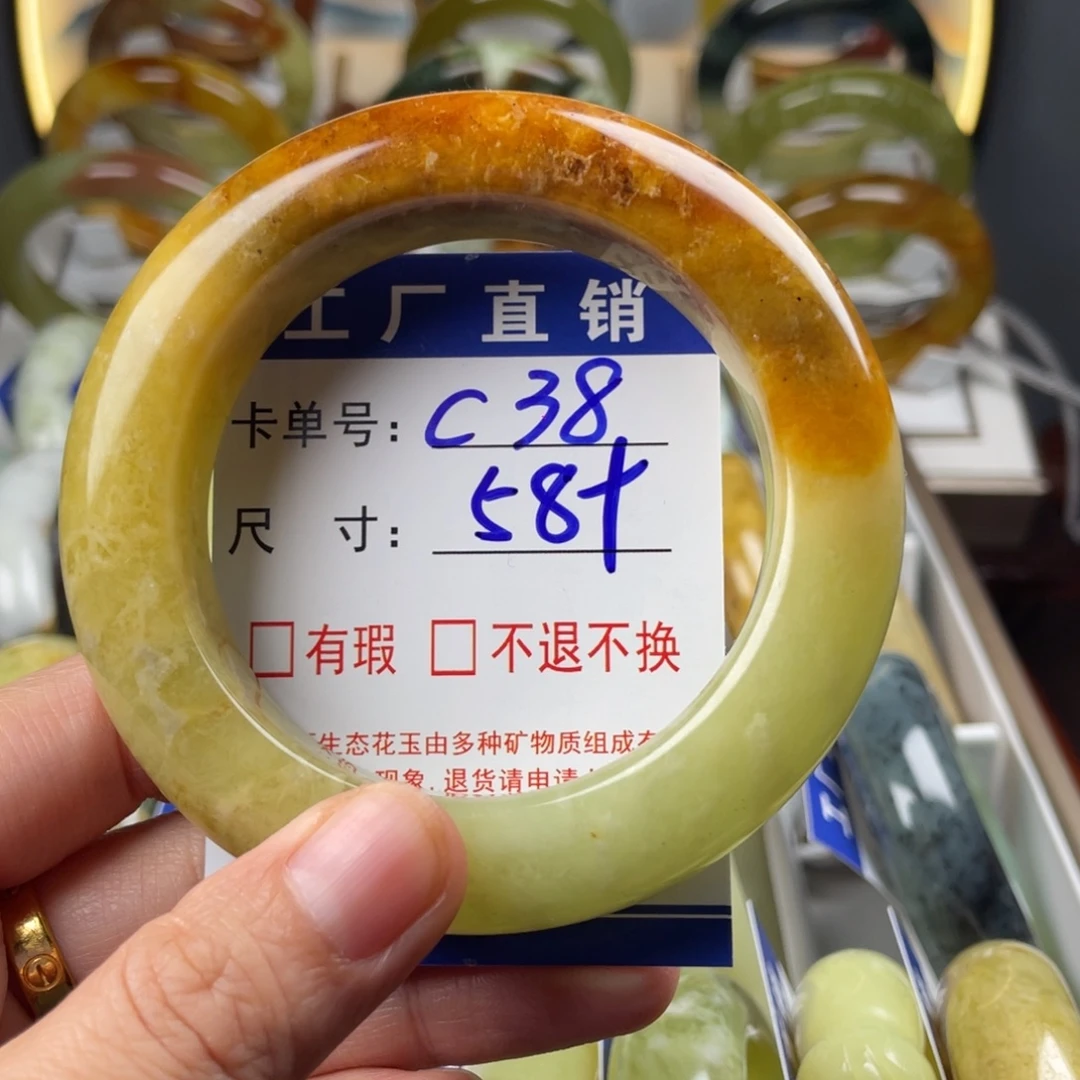 工厂直销
卡单号: C38
尺 寸: 58+
□有瑕 □不退不换
生态花玉由多种矿物质组成
现象.退货请申请